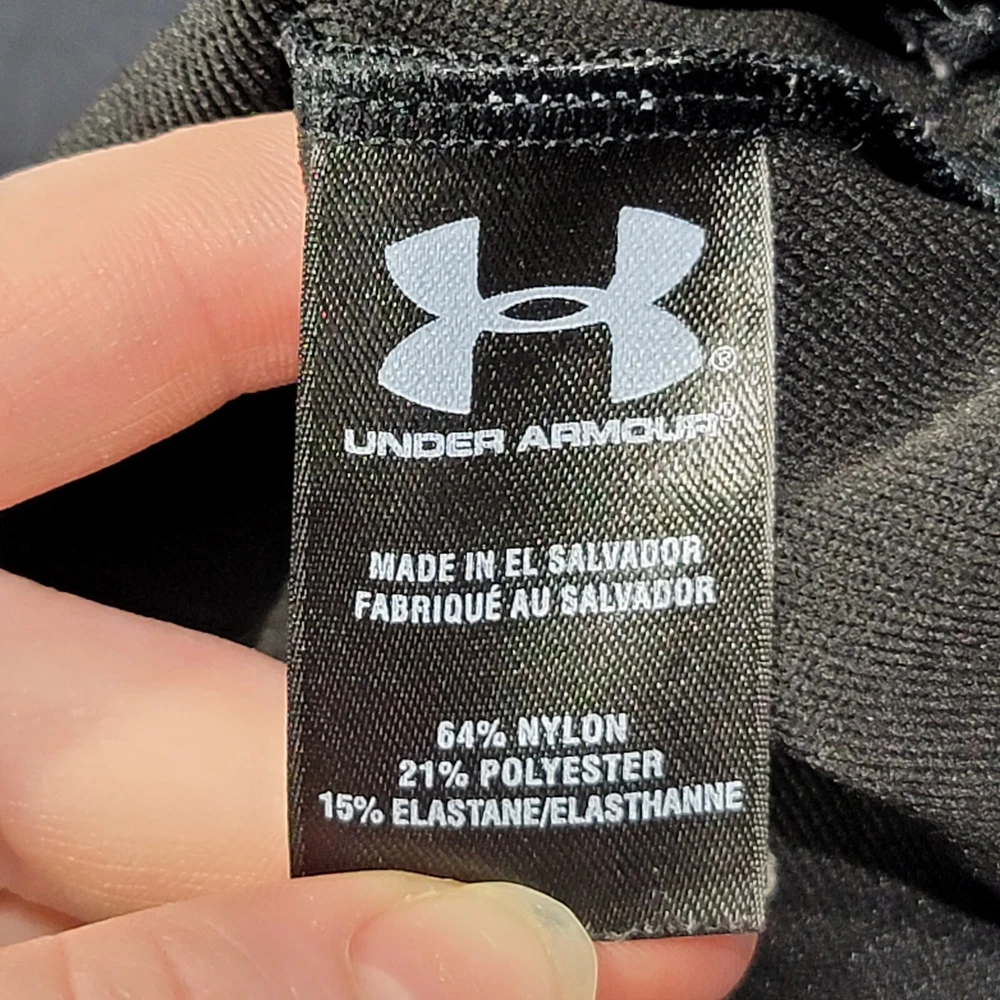 ®
UNDER ARMOUR®
MADE IN EL SALVADOR
FABRIQUÉ AU SALVADOR
64% NYLON
21% POLYESTER
15% ELASTANE/ELASTHANNE